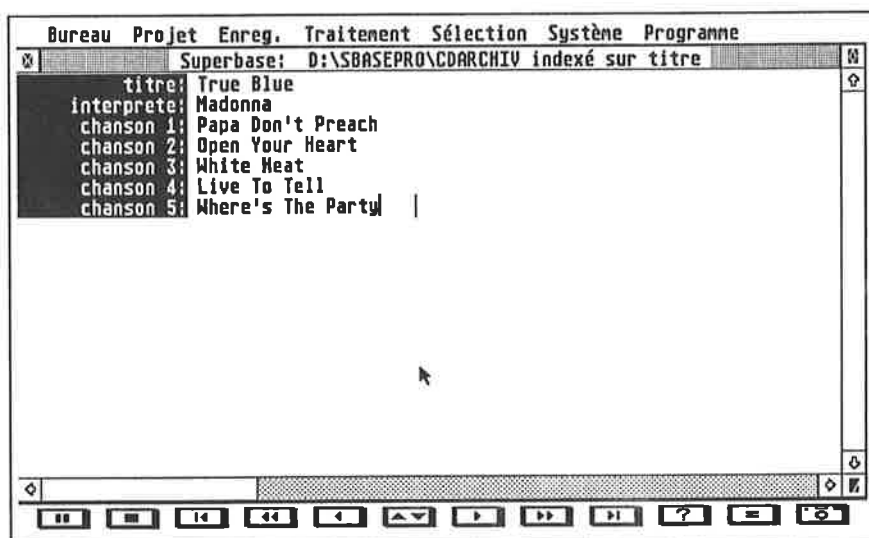 Bureau Projet Enreg. Traitement Sélection Système Programme
Superbase: D:\SBASEPRO\CDARCHIV indexé sur titre
titre: True Blue
interprete: Madonna
chanson 1: Papa Don't Preach
chanson 2: Open Your Heart
chanson 3: White Heat
chanson 4: Live To Tell
chanson 5: Where's The Party
?
=